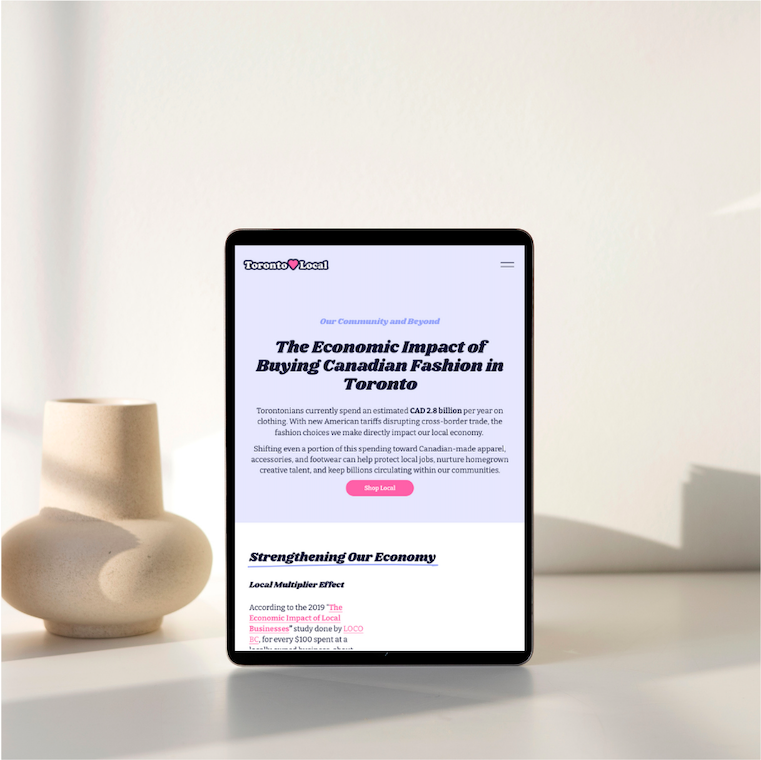 Toronto Local
Our Community and Beyond
The Economic Impact of
Buying Canadian Fashion in
Toronto
Torontonians currently spend an estimated CAD 2.8 billion per year on
clothing. With new American tariffs disrupting cross-border trade, the
fashion choices we make directly impact our local economy.
Shifting even a portion of this spending toward Canadian-made apparel,
accessories, and footwear can help protect local jobs, nurture homegrown
creative talent, and keep billions circulating within our communities.
Shop Local
Strengthening Our Economy
Local Multiplier Effect
According to the 2019 "The
Economic Impact of Local
Businesses" study done by LOCO
BC, for every $100 spent at a
locally-owned business, about